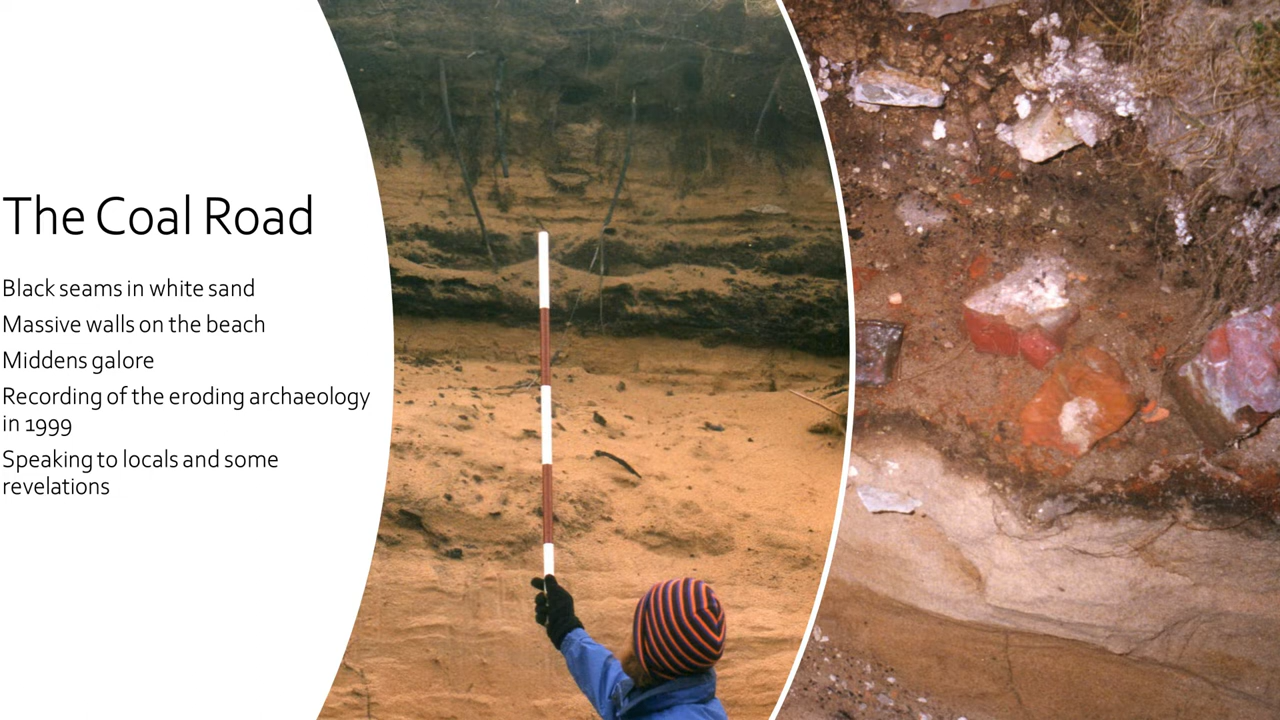 The Coal Road
Black seams in white sand
Massive walls on the beach
Middens galore
Recording of the eroding archaeology
in 1999
Speaking to locals and some
revelations